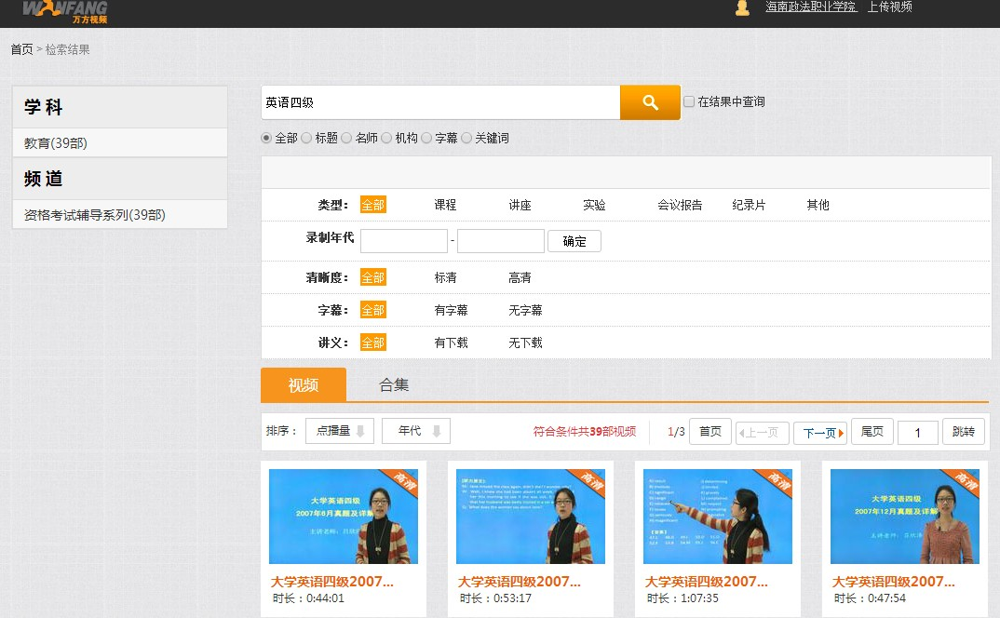 WANFANG
万方视频
海南政法职业学院 上传视频
首页 > 检索结果
学 科
教育(39部)
频 道
资格考试辅导系列(39部)
英语四级
在结果中查询
全部 标题 名师 机构 字幕 关键词
类型： 全部 课程 讲座 实验 会议报告 纪录片 其他
录制年代 - 确定
清晰度： 全部 标清 高清
字幕： 全部 有字幕 无字幕
讲义： 全部 有下载 无下载
视频 合集
排序： 点播量 年代 符合条件共39部视频 1/3 首页 上一页 下一页 尾页 1 跳转
高清 高清 高清 高清
大学英语四级
2007年6月真题及详解
大学英语四级
2007年12月真题及详解
大学英语四级2007... 大学英语四级2007... 大学英语四级2007... 大学英语四级2007...
时长：0:44:01 时长：0:53:17 时长：1:07:35 时长：0:47:54